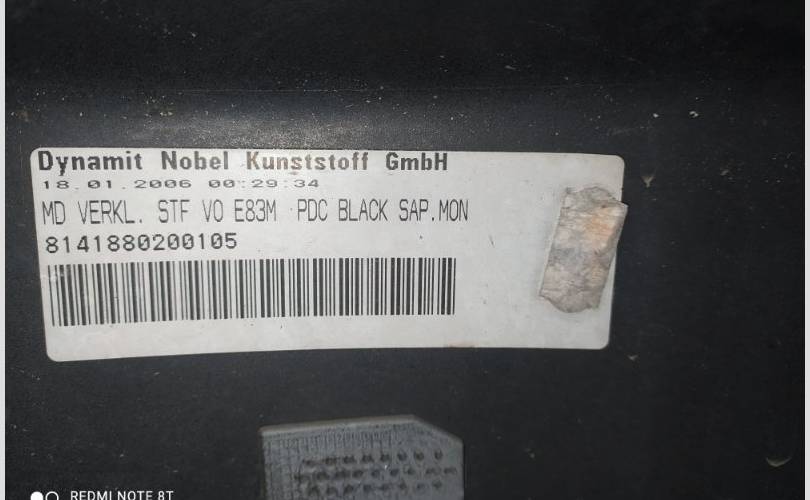 Dynamit Nobel Kunststoff GmbH
18.01.2006 00:29:34
MD VERKL. STF VO E83M PDC BLACK SAP.MON
8141880200105
REDMI NOTE 8T